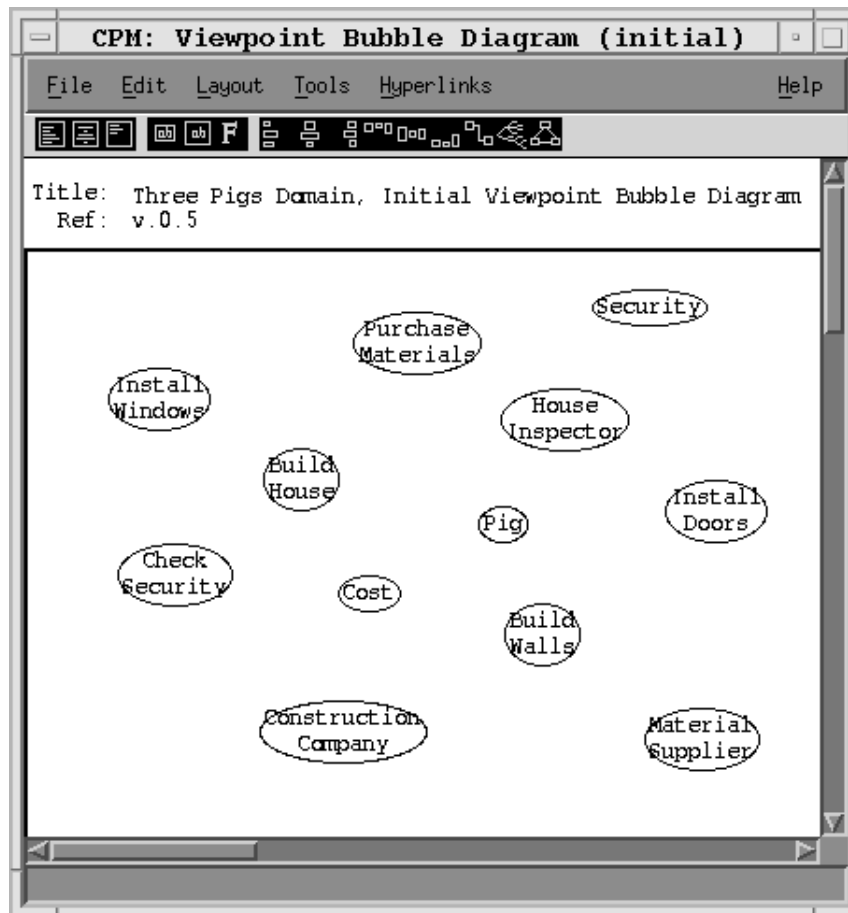 CPM: Viewpoint Bubble Diagram (initial)
File Edit Layout Tools Hyperlinks Help
ab ab F
Title: Three Pigs Domain, Initial Viewpoint Bubble Diagram
Ref: v.0.5
Security
Purchase
Materials
Install
Windows
House
Inspector
Build
House
Install
Doors
Pig
Check
Security
Cost
Build
Walls
Construction
Company
Material
Supplier